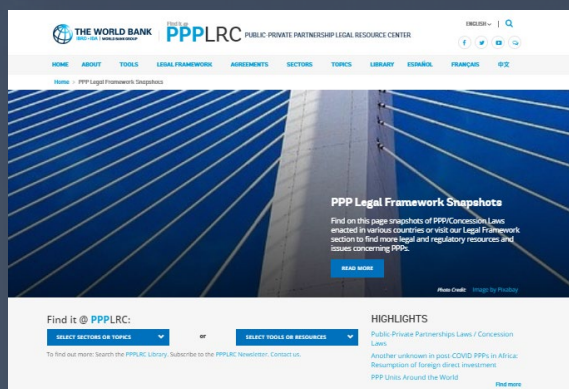 THE WORLD BANK
IBRD • IDA | WORLD BANK GROUP
Find it @
PPPLRC
PUBLIC-PRIVATE PARTNERSHIP LEGAL RESOURCE CENTER
ENGLISH
HOME ABOUT TOOLS LEGAL FRAMEWORK AGREEMENTS SECTORS TOPICS LIBRARY ESPAÑOL FRANÇAIS 中文
Home > PPP Legal Framework Snapshots
PPP Legal Framework Snapshots
Find on this page snapshots of PPP/Concession Laws
enacted in various countries or visit our Legal Framework
section to find more legal and regulatory resources and
issues concerning PPPs.
READ MORE
Photo Credit: Image by Pixabay
Find it @ PPPLRC:
SELECT SECTORS OR TOPICS or SELECT TOOLS OR RESOURCES
To find out more: Search the PPPLRC Library. Subscribe to the PPPLRC Newsletter. Contact us.
HIGHLIGHTS
Public-Private Partnerships Laws / Concession
Laws
Another unknown in post-COVID PPPs in Africa:
Resumption of foreign direct investment
PPP Units Around the World
Find more